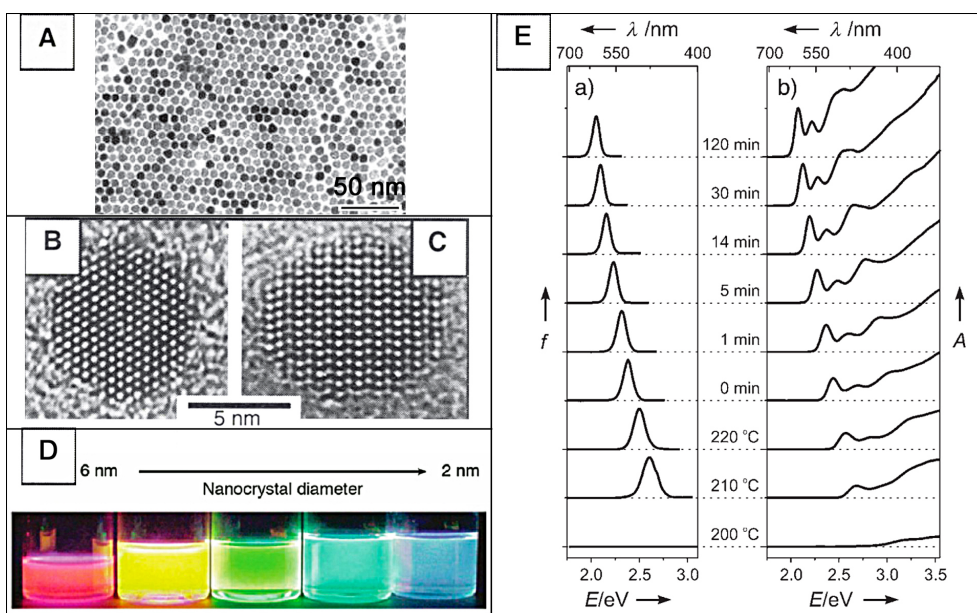 A
50 nm
B
C
5 nm
D
6 nm
2 nm
Nanocrystal diameter
E
λ /nm
700 550 400
λ /nm
700 550 400
a)
b)
120 min
30 min
14 min
5 min
1 min
0 min
220 °C
210 °C
200 °C
f
A
2.0 2.5 3.0
2.0 2.5 3.0 3.5
E/eV
E/eV